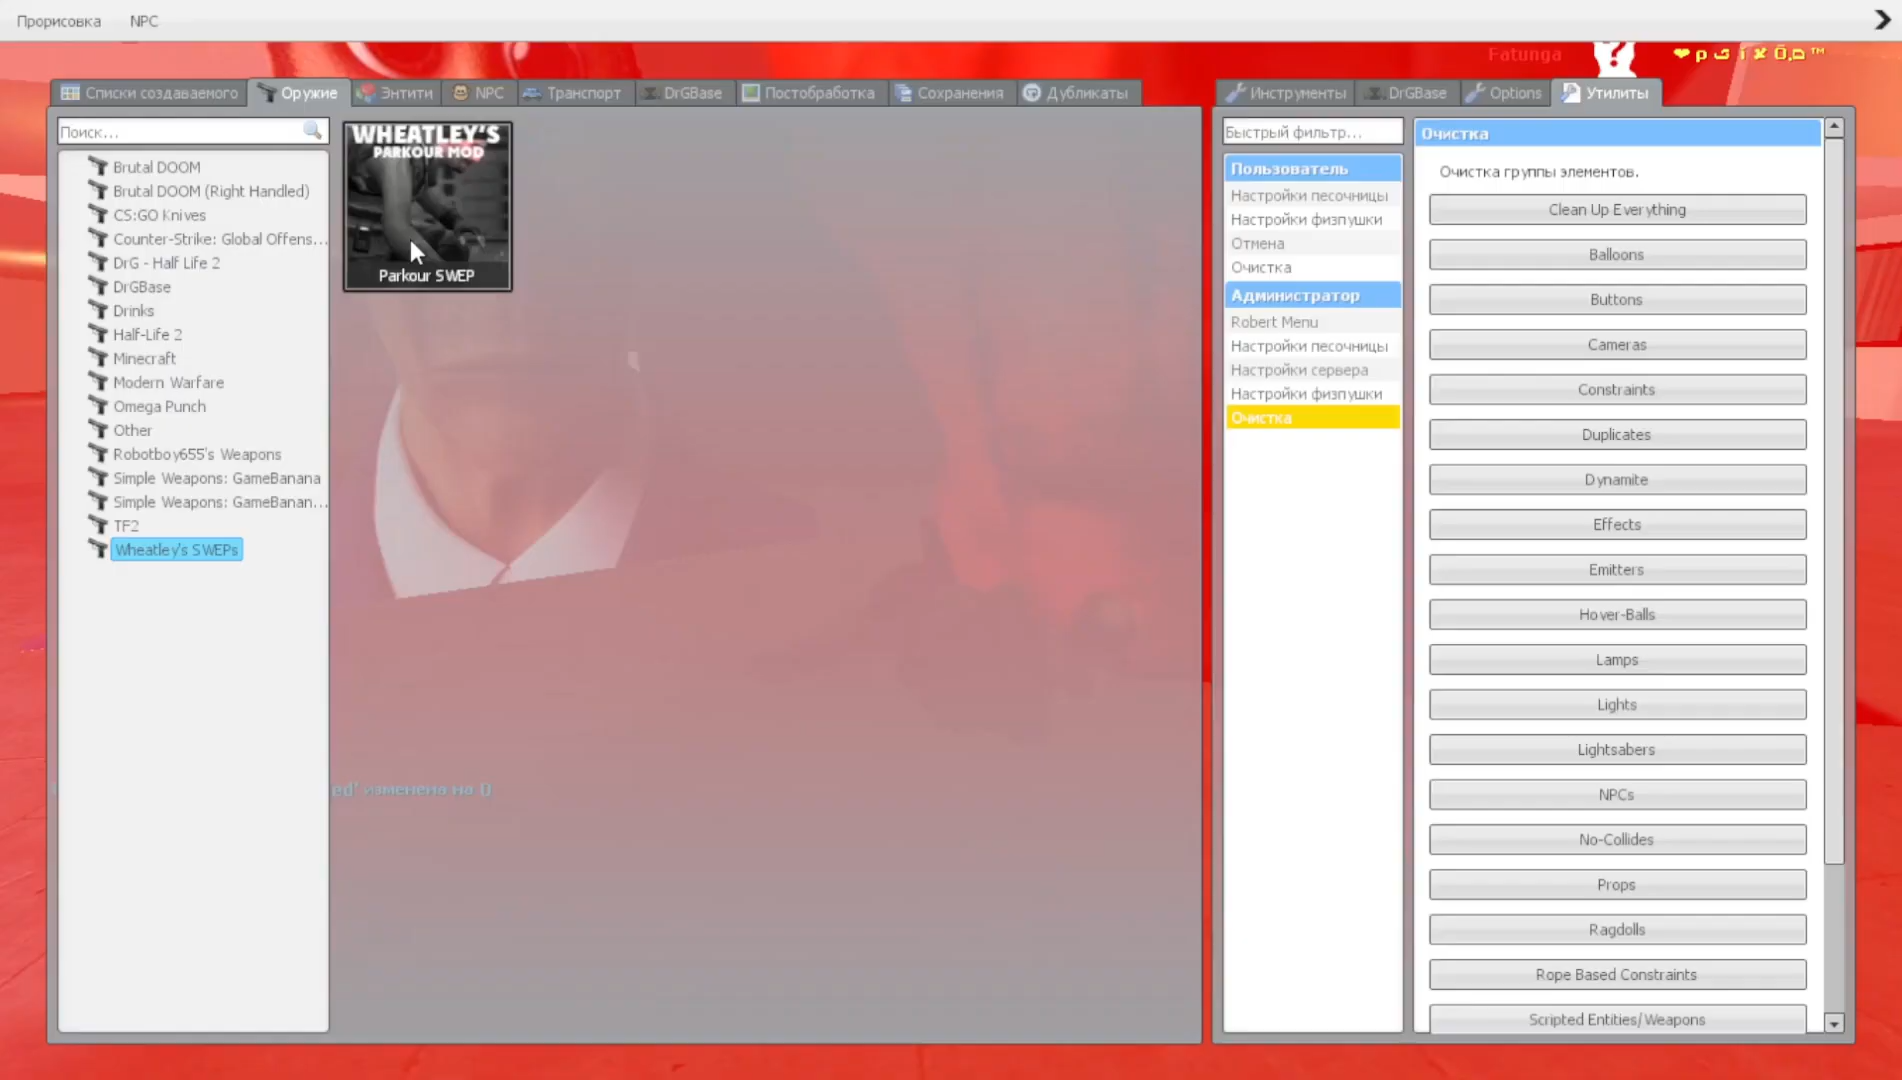 Прорисовка NPC
Fatunga
Списки создаваемого Оружие Энтити NPC Транспорт DrGBase Постобработка Сохранения Дубликаты
Поиск...
Brutal DOOM
Brutal DOOM (Right Handed)
CS:GO Knives
Counter-Strike: Global Offens...
DrG - Half Life 2
DrGBase
Drinks
Half-Life 2
Minecraft
Modern Warfare
Omega Punch
Other
Robotboy655's Weapons
Simple Weapons: GameBanana
Simple Weapons: GameBanan...
TF2
Wheatley's SWEPs
WHEATLEY'S
PARKOUR MOD
Parkour SWEP
ed' изменена на 0
Инструменты DrGBase Options Утилиты
Быстрый фильтр...
Пользователь
Настройки песочницы
Настройки физпушки
Отмена
Очистка
Администратор
Robert Menu
Настройки песочницы
Настройки сервера
Настройки физпушки
Очистка
Очистка
Очистка группы элементов.
Clean Up Everything
Balloons
Buttons
Cameras
Constraints
Duplicates
Dynamite
Effects
Emitters
Hover-Balls
Lamps
Lights
Lightsabers
NPCs
No-Collides
Props
Ragdolls
Rope Based Constraints
Scripted Entities/Weapons